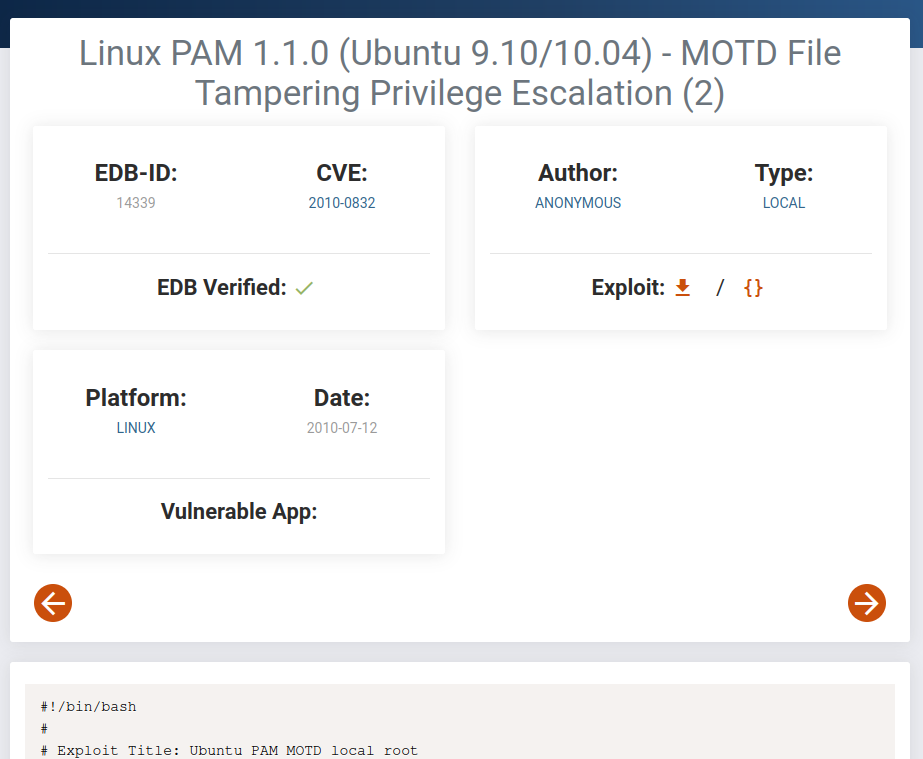 Linux PAM 1.1.0 (Ubuntu 9.10/10.04) - MOTD File
Tampering Privilege Escalation (2)
EDB-ID:
14339
CVE:
2010-0832
EDB Verified:
Author:
ANONYMOUS
Type:
LOCAL
Exploit: / {}
Platform:
LINUX
Date:
2010-07-12
Vulnerable App:
#!/bin/bash
#
# Exploit Title: Ubuntu PAM MOTD local root